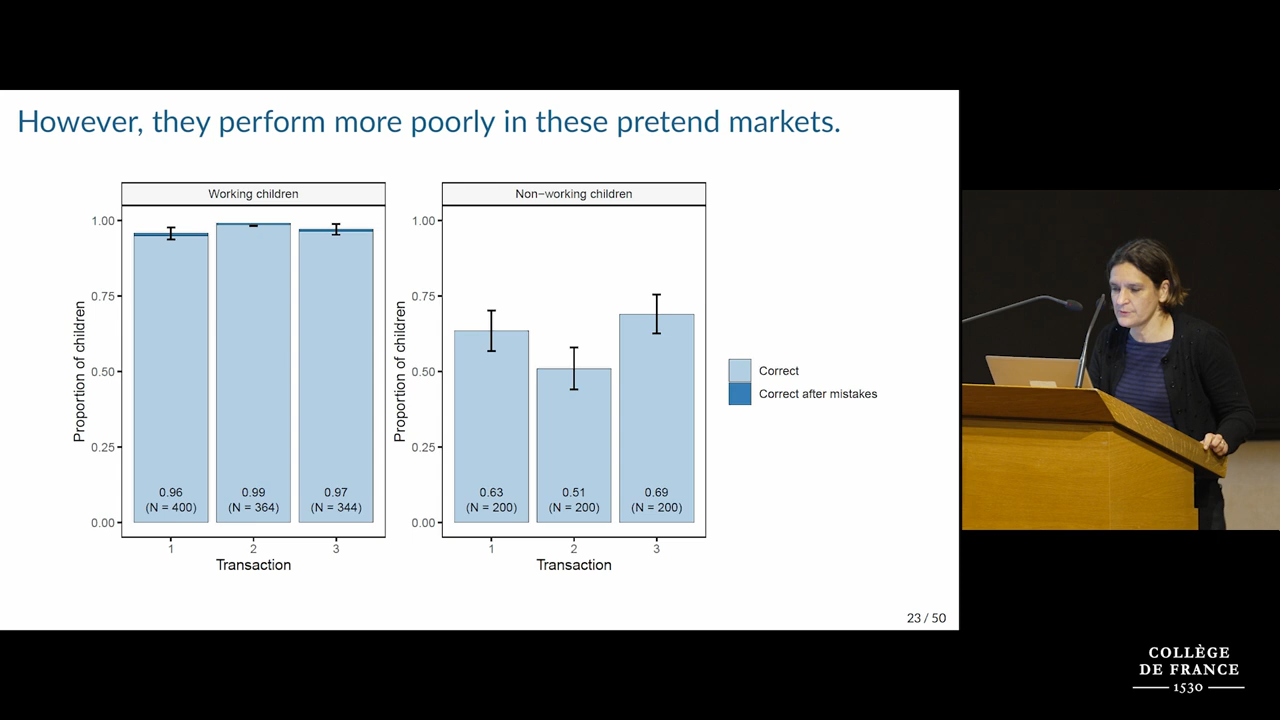 However, they perform more poorly in these pretend markets.
Working children
Non−working children
Proportion of children
1.00
0.75
0.50
0.25
0.00
0.96
(N = 400)
0.99
(N = 364)
0.97
(N = 344)
1
2
3
Transaction
Proportion of children
1.00
0.75
0.50
0.25
0.00
0.63
(N = 200)
0.51
(N = 200)
0.69
(N = 200)
1
2
3
Transaction
Correct
Correct after mistakes
23 / 50
COLLÈGE
DE FRANCE
1530